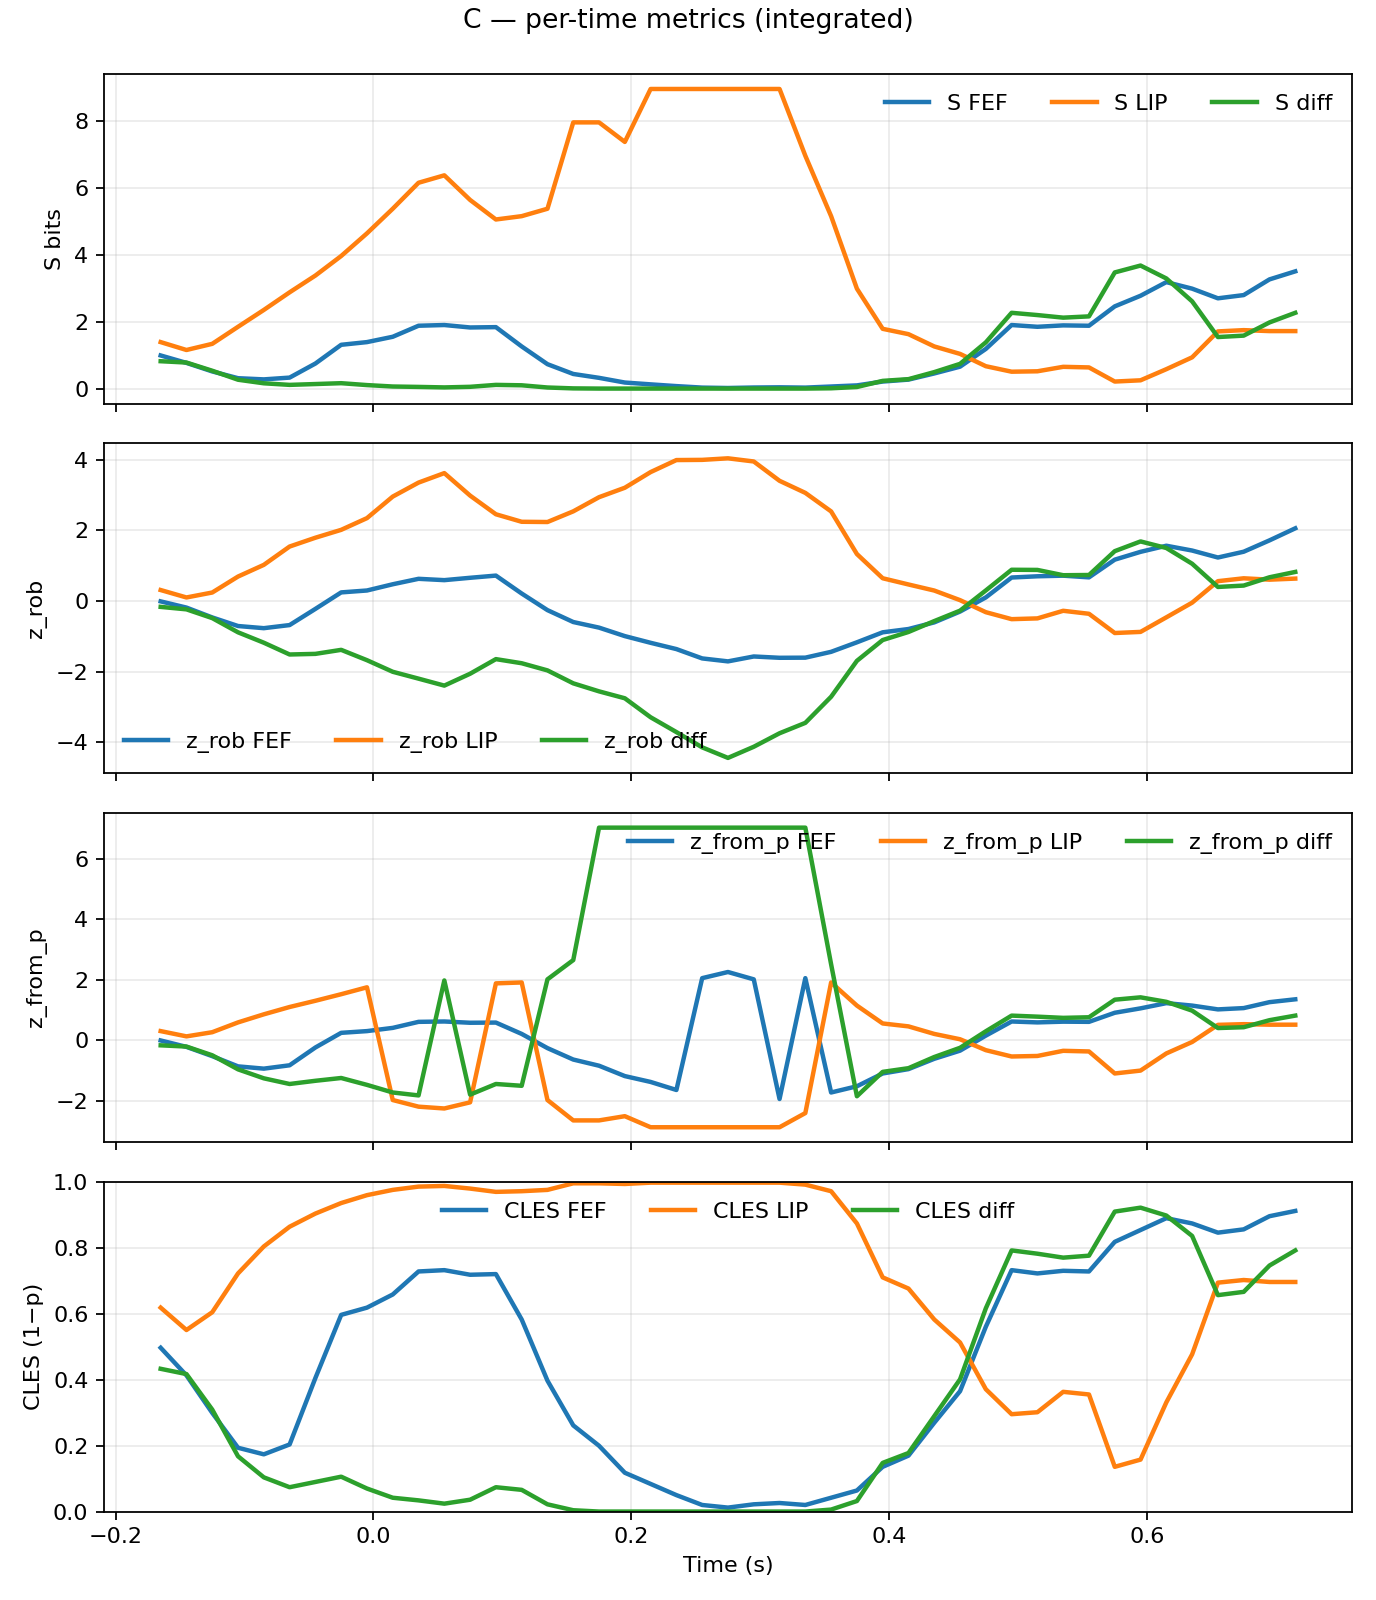 C — per-time metrics (integrated)
S FEF S LIP S diff
8
6
4
2
0
S bits
4
2
0
−2
−4
z_rob
z_rob FEF z_rob LIP z_rob diff
z_from_p FEF z_from_p LIP z_from_p diff
6
4
2
0
−2
z_from_p
1.0
CLES FEF CLES LIP CLES diff
0.8
0.6
0.4
0.2
0.0
CLES (1−p)
−0.2 0.0 0.2 0.4 0.6
Time (s)